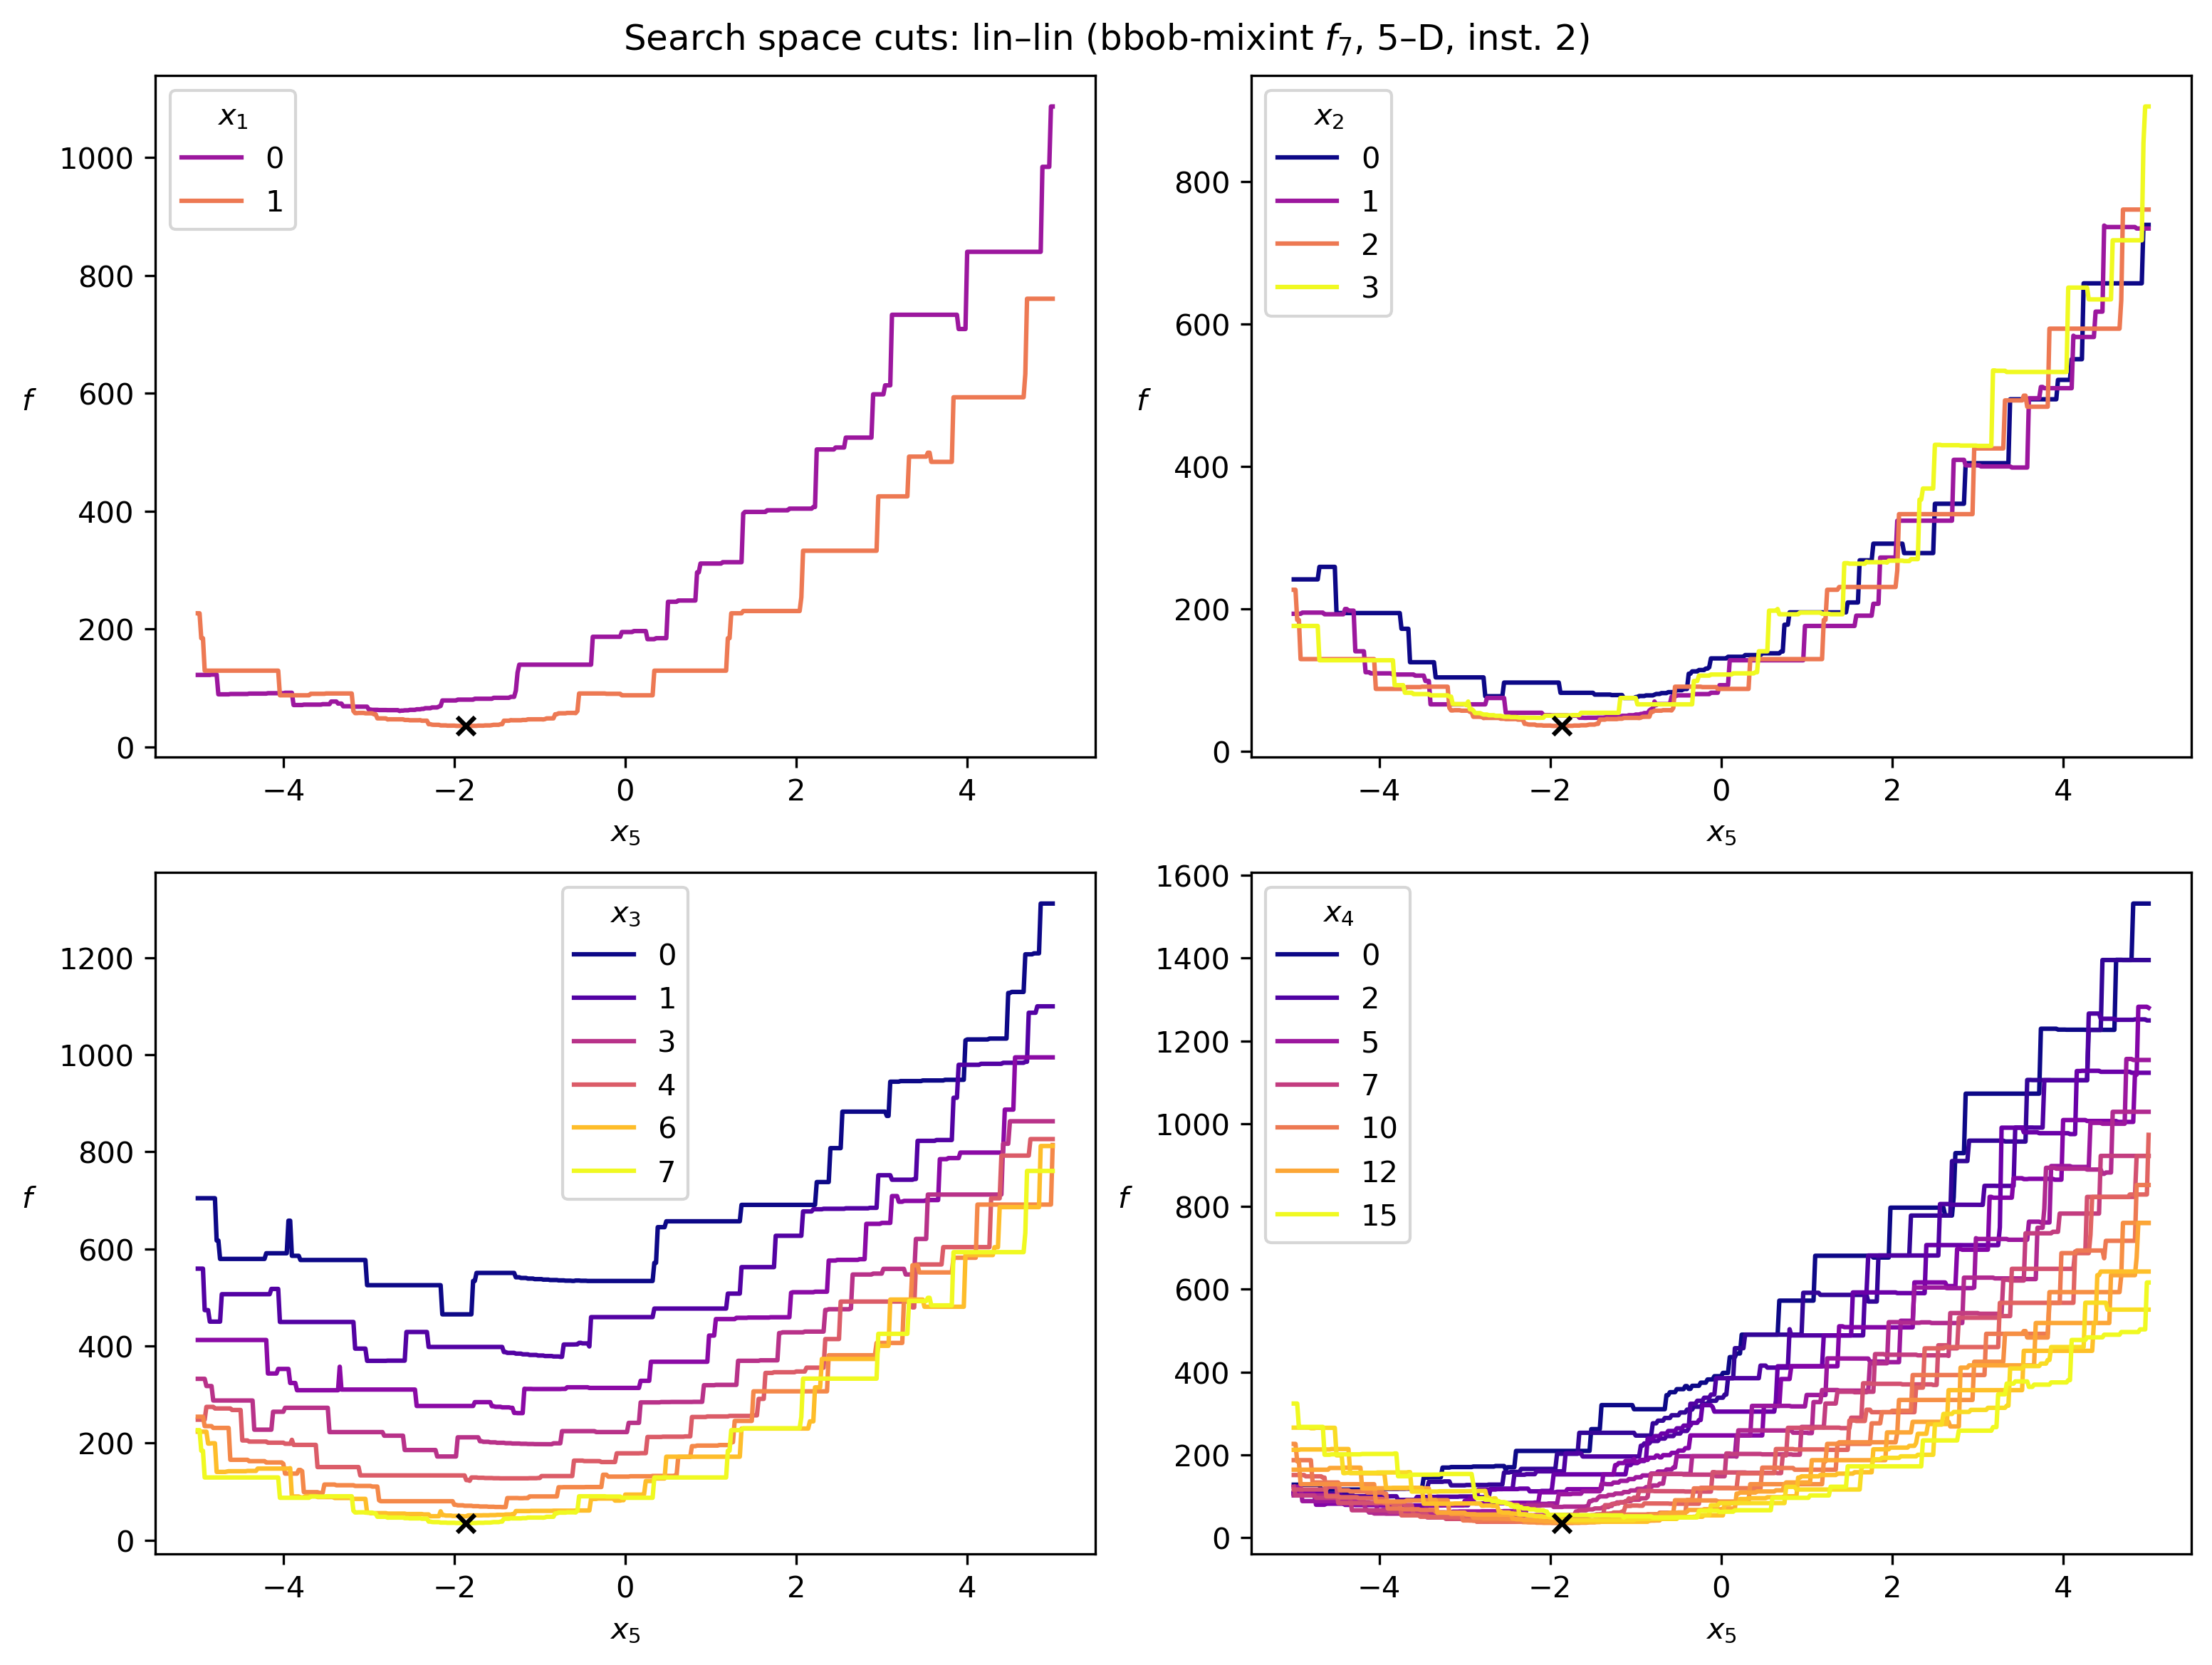 Search space cuts: lin–lin (bbob-mixint f₇, 5–D, inst. 2)
x₁
0
1
1000
800
600
400
200
0
f
−4 −2 0 2 4
x₅
x₂
0
1
2
3
800
600
400
200
0
f
−4 −2 0 2 4
x₅
x₃
0
1
3
4
6
7
1200
1000
800
600
400
200
0
f
−4 −2 0 2 4
x₅
x₄
0
2
5
7
10
12
15
1600
1400
1200
1000
800
600
400
200
0
f
−4 −2 0 2 4
x₅